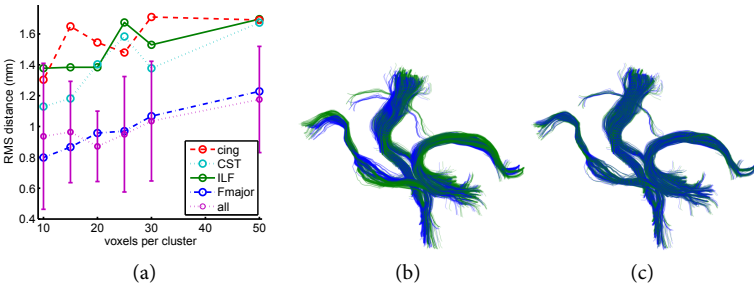 1.6
1.4
1.2
1
0.8
0.6
0.4
RMS distance (mm)
10
20
30
40
50
voxels per cluster
cing
CST
ILF
Fmajor
all
(a)
(b)
(c)